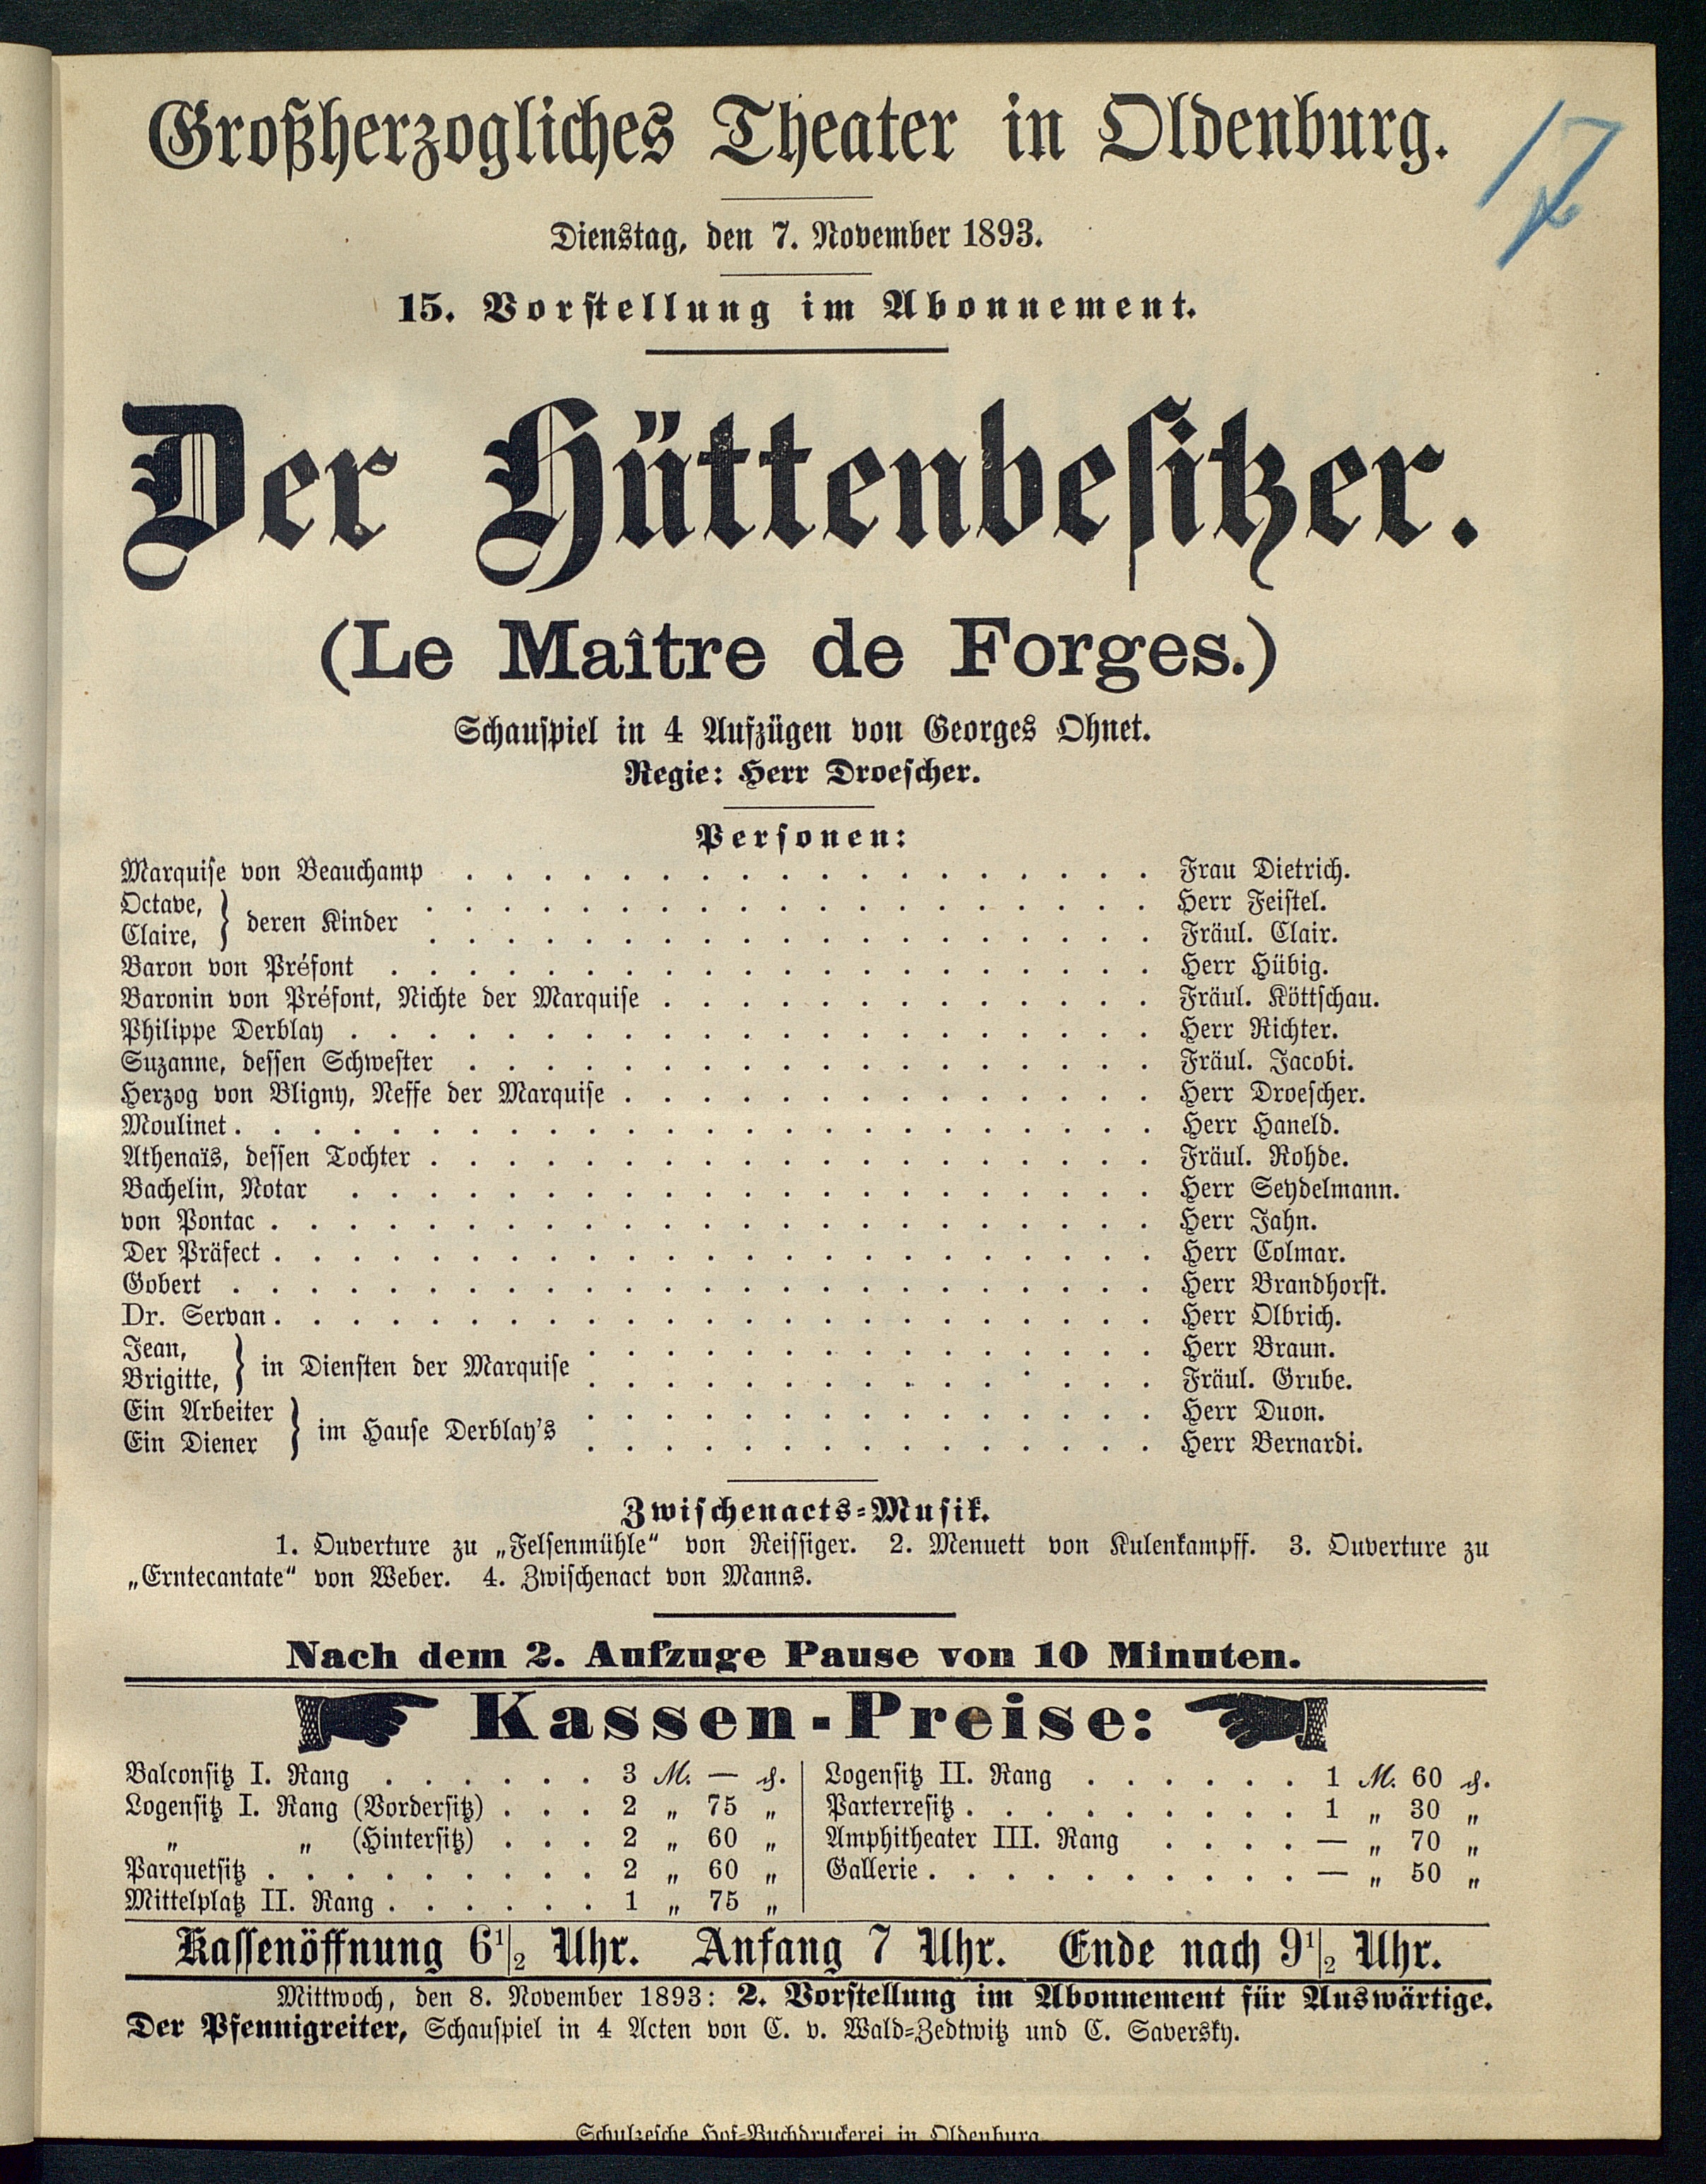 Großherzogliches Theater in Oldenburg.
17
Dienstag, den 7. November 1893.
15. Vorstellung im Abonnement.
Der Hüttenbesitzer.
(Le Maître de Forges.)
Schauspiel in 4 Aufzügen von Georges Ohnet.
Regie: Herr Droescher.
Personen:
Marquise von Beauchamp . . . . . . . . . . . . . . . . . . Frau Dietrich.
Octave, } deren Kinder . . . . . . . . . . . . . . . . . . . Herr Feistel.
Claire, . . . . . . . . . . . . . . . . . . . Fräul. Clair.
Baron von Préfont . . . . . . . . . . . . . . . . . . . . Herr Hübig.
Baronin von Préfont, Nichte der Marquise . . . . . . . . . . . . . Fräul. Köttschau.
Philippe Derblay . . . . . . . . . . . . . . . . . . . . . Herr Richter.
Suzanne, dessen Schwester . . . . . . . . . . . . . . . . . . Fräul. Jacobi.
Herzog von Bligny, Neffe der Marquise . . . . . . . . . . . . . . Herr Droescher.
Moulinet . . . . . . . . . . . . . . . . . . . . . . . . Herr Haneld.
Athenaïs, dessen Tochter . . . . . . . . . . . . . . . . . . . Fräul. Rohde.
Bachelin, Notar . . . . . . . . . . . . . . . . . . . . . Herr Seydelmann.
von Pontac . . . . . . . . . . . . . . . . . . . . . . . Herr Jahn.
Der Präfect . . . . . . . . . . . . . . . . . . . . . . . Herr Colmar.
Gobert . . . . . . . . . . . . . . . . . . . . . . . . Herr Brandhorst.
Dr. Servan . . . . . . . . . . . . . . . . . . . . . . . Herr Olbrich.
Jean, } in Diensten der Marquise . . . . . . . . . . . . . . . Herr Braun.
Brigitte, . . . . . . . . . . . . . . . Fräul. Grube.
Ein Arbeiter } im Hause Derblay's . . . . . . . . . . . . . . . Herr Duon.
Ein Diener . . . . . . . . . . . . . . . Herr Bernardi.
Zwischenacts-Musik.
1. Ouverture zu „Felsenmühle“ von Reissiger. 2. Menuett von Kulenkampff. 3. Ouverture zu
„Erntecantate“ von Weber. 4. Zwischenact von Manns.
Nach dem 2. Aufzuge Pause von 10 Minuten.
Kassen-Preise:
Balconsitz I. Rang . . . . . . 3 M. — ₰.
Logensitz I. Rang (Vordersitz) . . . 2 „ 75 „
„ „ (Hintersitz) . . . 2 „ 60 „
Parquetsitz . . . . . . . . . 2 „ 60 „
Mittelplatz II. Rang . . . . . . 1 „ 75 „
Logensitz II. Rang . . . . . . 1 M. 60 ₰.
Parterresitz . . . . . . . . . 1 „ 30 „
Amphitheater III. Rang . . . . — „ 70 „
Gallerie . . . . . . . . . . — „ 50 „
Kassenöffnung 6 1/2 Uhr. Anfang 7 Uhr. Ende nach 9 1/2 Uhr.
Mittwoch, den 8. November 1893: 2. Vorstellung im Abonnement für Auswärtige.
Der Pfennigreiter, Schauspiel in 4 Acten von C. v. Wald-Zedtwitz und C. Saversky.
Schulzesche Hof-Buchdruckerei in Oldenburg.